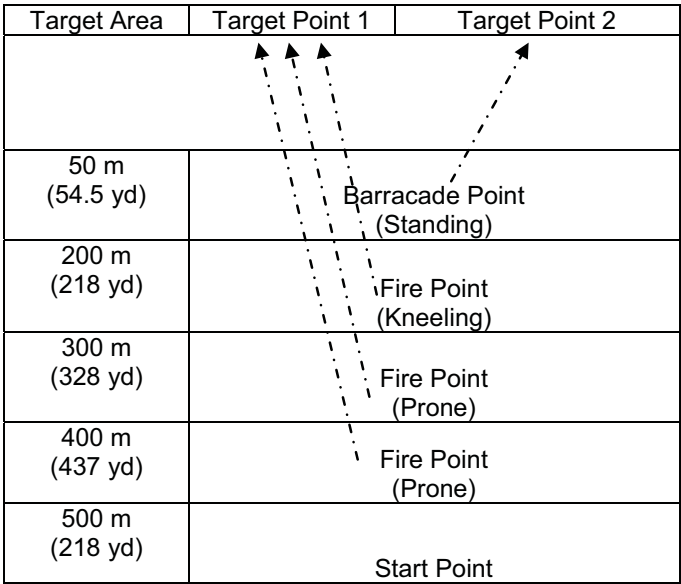 Target Area Target Point 1 Target Point 2
50 m
(54.5 yd)
Barracade Point
(Standing)
200 m
(218 yd)
Fire Point
(Kneeling)
300 m
(328 yd)
Fire Point
(Prone)
400 m
(437 yd)
Fire Point
(Prone)
500 m
(218 yd)
Start Point